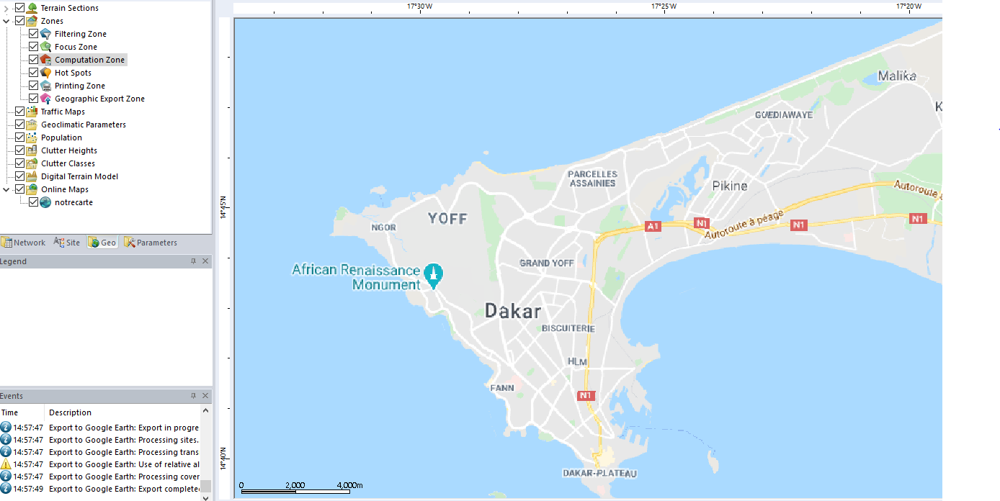 Terrain Sections
Zones
Filtering Zone
Focus Zone
Computation Zone
Hot Spots
Printing Zone
Geographic Export Zone
Traffic Maps
Geoclimatic Parameters
Population
Clutter Heights
Clutter Classes
Digital Terrain Model
Online Maps
notrecarte
Network Site Geo Parameters
Legend
Events
Time Description
14:57:47 Export to Google Earth: Export in progre
14:57:47 Export to Google Earth: Processing sites.
14:57:47 Export to Google Earth: Processing trans
14:57:47 Export to Google Earth: Use of relative al
14:57:47 Export to Google Earth: Processing cover
14:57:49 Export to Google Earth: Export complete
17°30'W 17°25'W 17°20'W
14°45'N
14°40'N
Malika
K
GUEDIAWAYE
PARCELLES
ASSAINIES
Pikine
Autoroute à
YOFF
NGOR
A1
N1
Autoroute à péage
N1
N1
GRAND YOFF
African Renaissance
Monument
Dakar
BISCUITERIE
HLM
FANN
N1
DAKAR-PLATEAU
0 2,000 4,000m